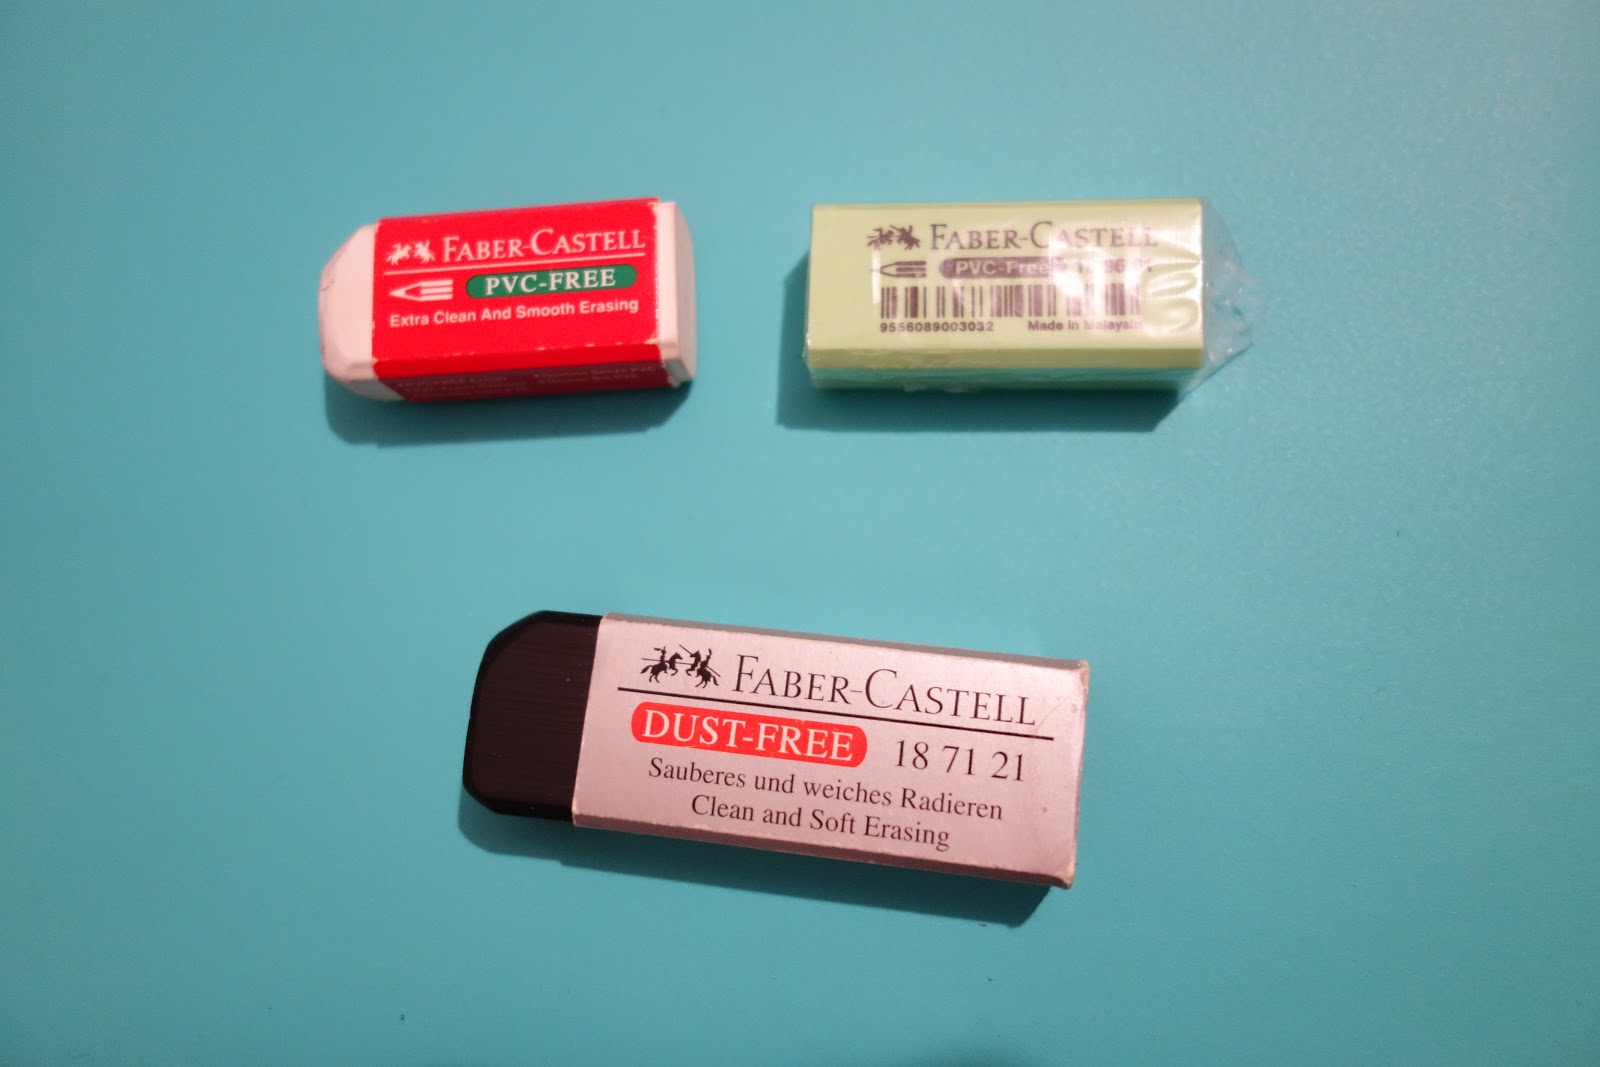 FABER-CASTELL
PVC-FREE
Extra Clean And Smooth Erasing
FABER-CASTELL
PVC-Free
9556089003032 Made in Malaysia
FABER-CASTELL
DUST-FREE 18 71 21
Sauberes und weiches Radieren
Clean and Soft Erasing